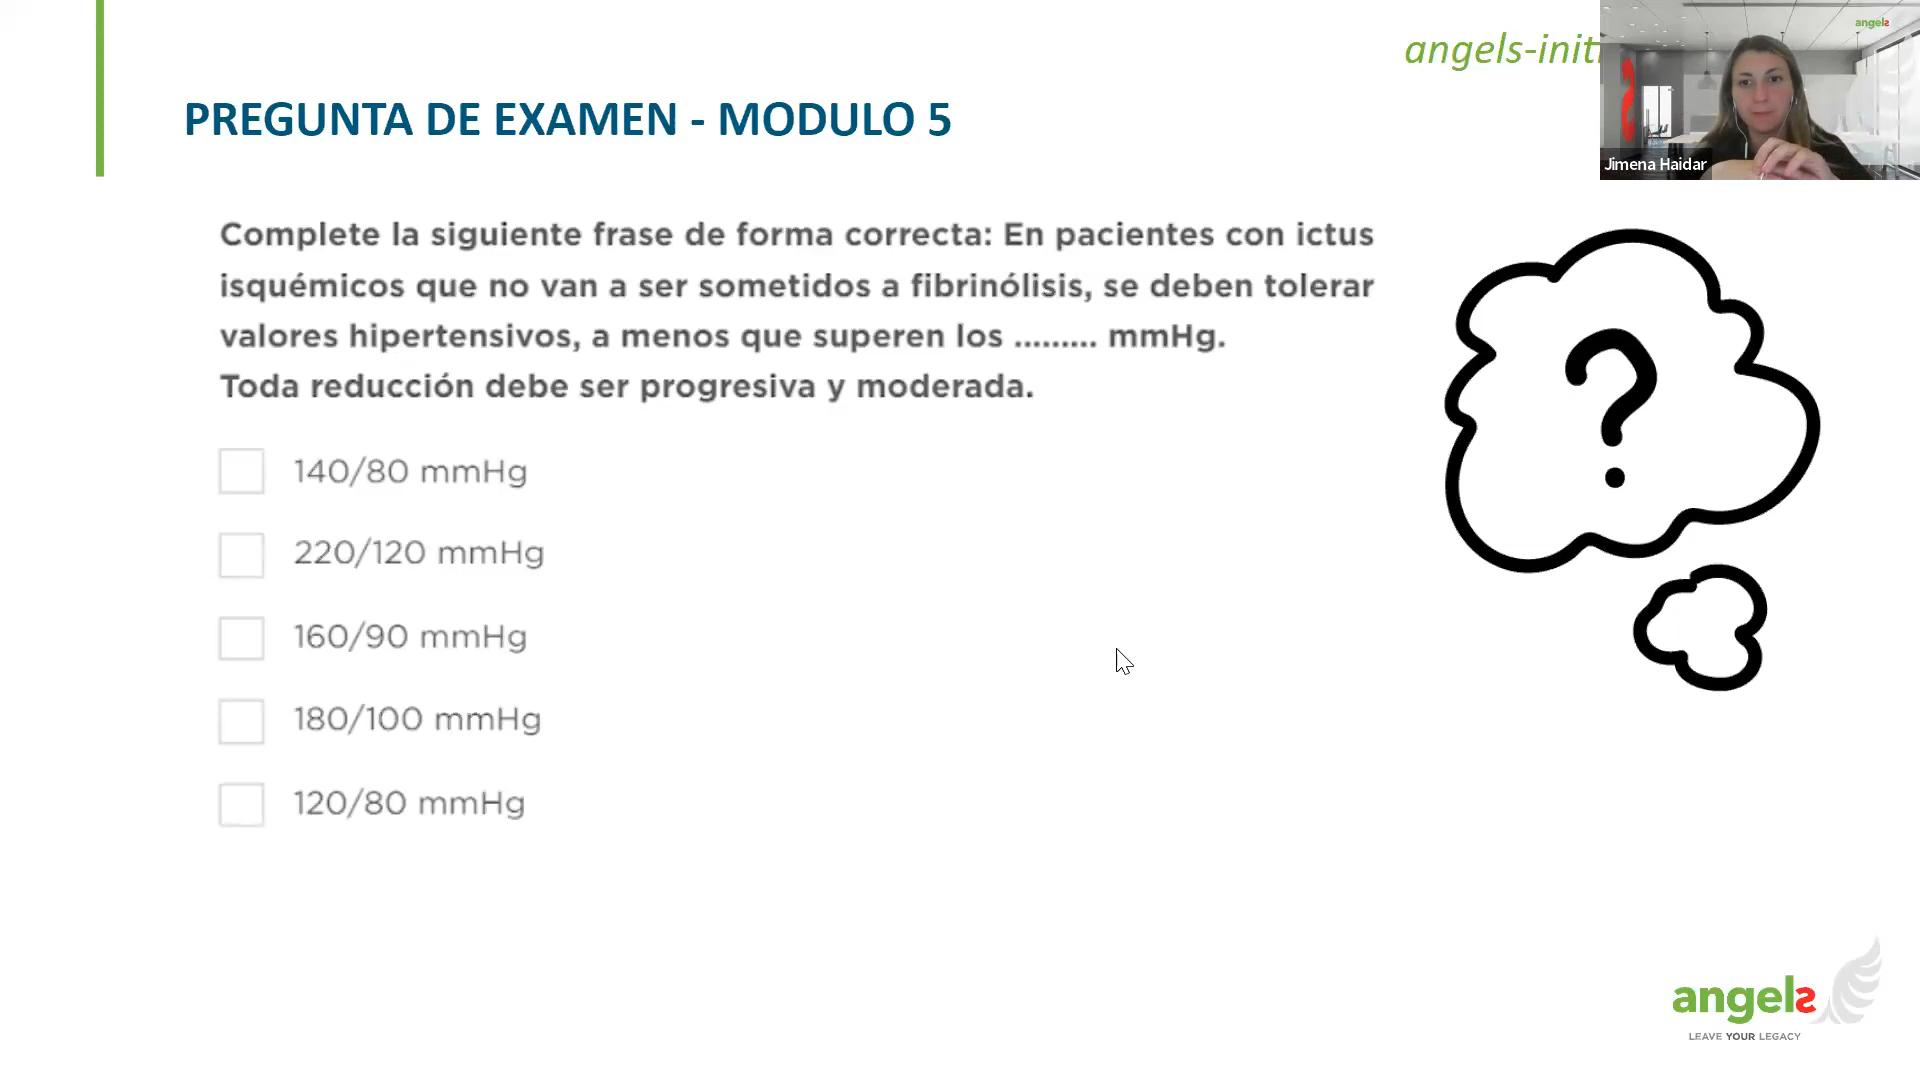 angels-init
angels
Jimena Haidar
PREGUNTA DE EXAMEN - MODULO 5
Complete la siguiente frase de forma correcta: En pacientes con ictus
isquémicos que no van a ser sometidos a fibrinólisis, se deben tolerar
valores hipertensivos, a menos que superen los ......... mmHg.
Toda reducción debe ser progresiva y moderada.
140/80 mmHg
220/120 mmHg
160/90 mmHg
180/100 mmHg
120/80 mmHg
?
angels
LEAVE YOUR LEGACY